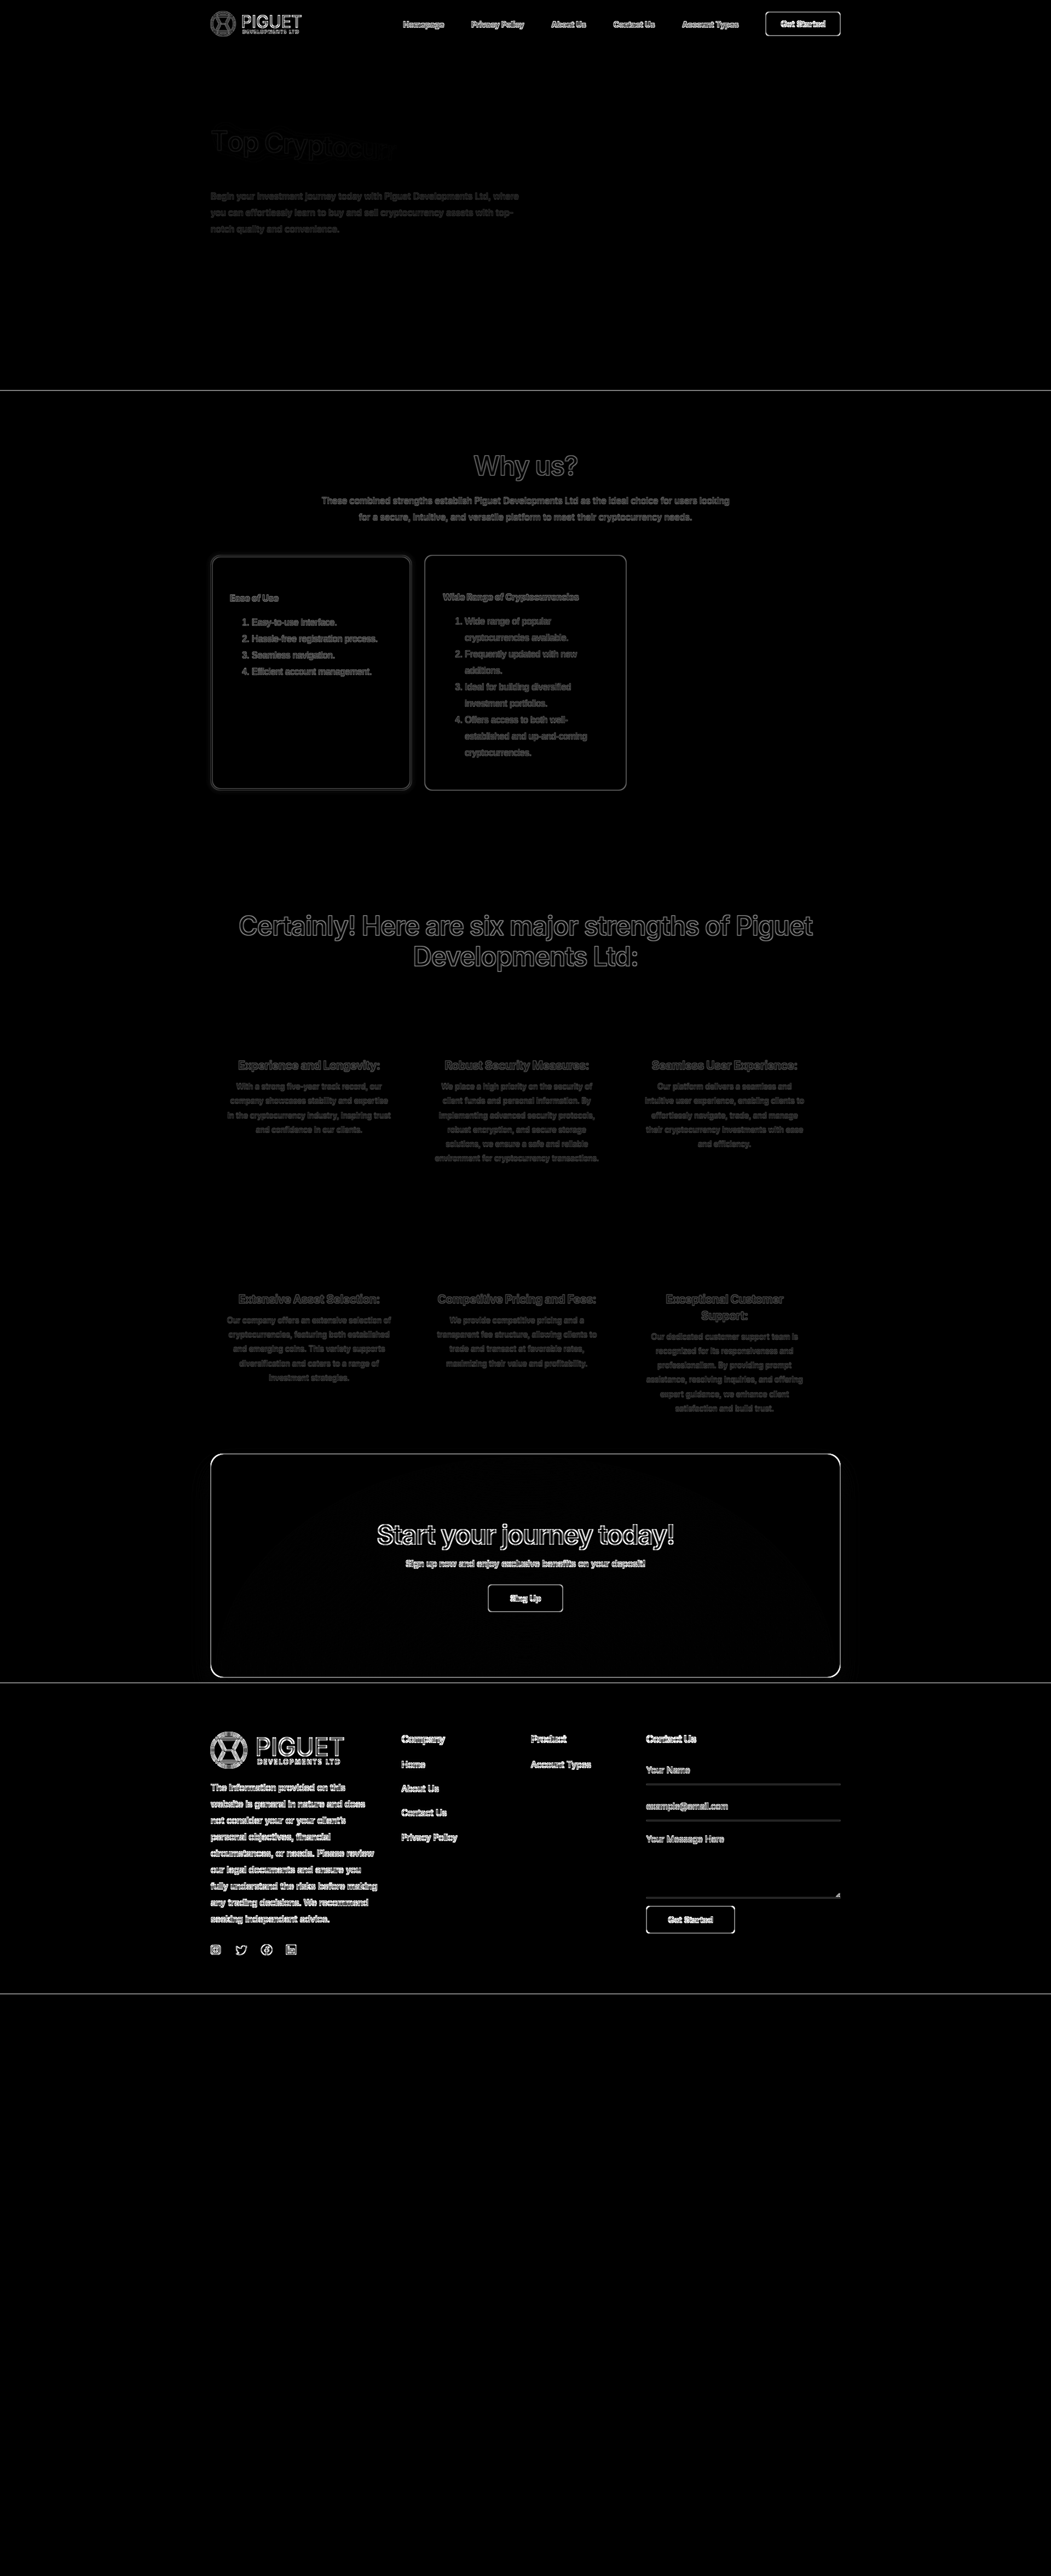 PIGUET
DEVELOPMENTS LTD
Homepage
Privacy Policy
About Us
Contact Us
Account Types
Get Started
Top Cryptocur
Begin your investment journey today with Piguet Developments Ltd, where
you can effortlessly learn to buy and sell cryptocurrency assets with top-
notch quality and convenience.
Why us?
These combined strengths establish Piguet Developments Ltd as the ideal choice for users looking
for a secure, intuitive, and versatile platform to meet their cryptocurrency needs.
Ease of Use
1. Easy-to-use interface.
2. Hassle-free registration process.
3. Seamless navigation.
4. Efficient account management.
Wide Range of Cryptocurrencies
1. Wide range of popular
cryptocurrencies available.
2. Frequently updated with new
additions.
3. Ideal for building diversified
investment portfolios.
4. Offers access to both well-
established and up-and-coming
cryptocurrencies.
Certainly! Here are six major strengths of Piguet
Developments Ltd:
Experience and Longevity:
With a strong five-year track record, our
company showcases stability and expertise
in the cryptocurrency industry, inspiring trust
and confidence in our clients.
Robust Security Measures:
We place a high priority on the security of
client funds and personal information. By
implementing advanced security protocols,
robust encryption, and secure storage
solutions, we ensure a safe and reliable
environment for cryptocurrency transactions.
Seamless User Experience:
Our platform delivers a seamless and
intuitive user experience, enabling clients to
effortlessly navigate, trade, and manage
their cryptocurrency investments with ease
and efficiency.
Extensive Asset Selection:
Our company offers an extensive selection of
cryptocurrencies, featuring both established
and emerging coins. This variety supports
diversification and caters to a range of
investment strategies.
Competitive Pricing and Fees:
We provide competitive pricing and a
transparent fee structure, allowing clients to
trade and transact at favorable rates,
maximizing their value and profitability.
Exceptional Customer
Support:
Our dedicated customer support team is
recognized for its responsiveness and
professionalism. By providing prompt
assistance, resolving inquiries, and offering
expert guidance, we enhance client
satisfaction and build trust.
Start your journey today!
Sign up now and enjoy exclusive benefits on your deposit!
Sing Up
PIGUET
DEVELOPMENTS LTD
The information provided on this
website is general in nature and does
not consider your or your client's
personal objectives, financial
circumstances, or needs. Please review
our legal documents and ensure you
fully understand the risks before making
any trading decisions. We recommend
seeking independent advice.
Company
Home
About Us
Contact Us
Privacy Policy
Product
Account Types
Contact Us
Your Name
example@email.com
Your Message Here
Get Started